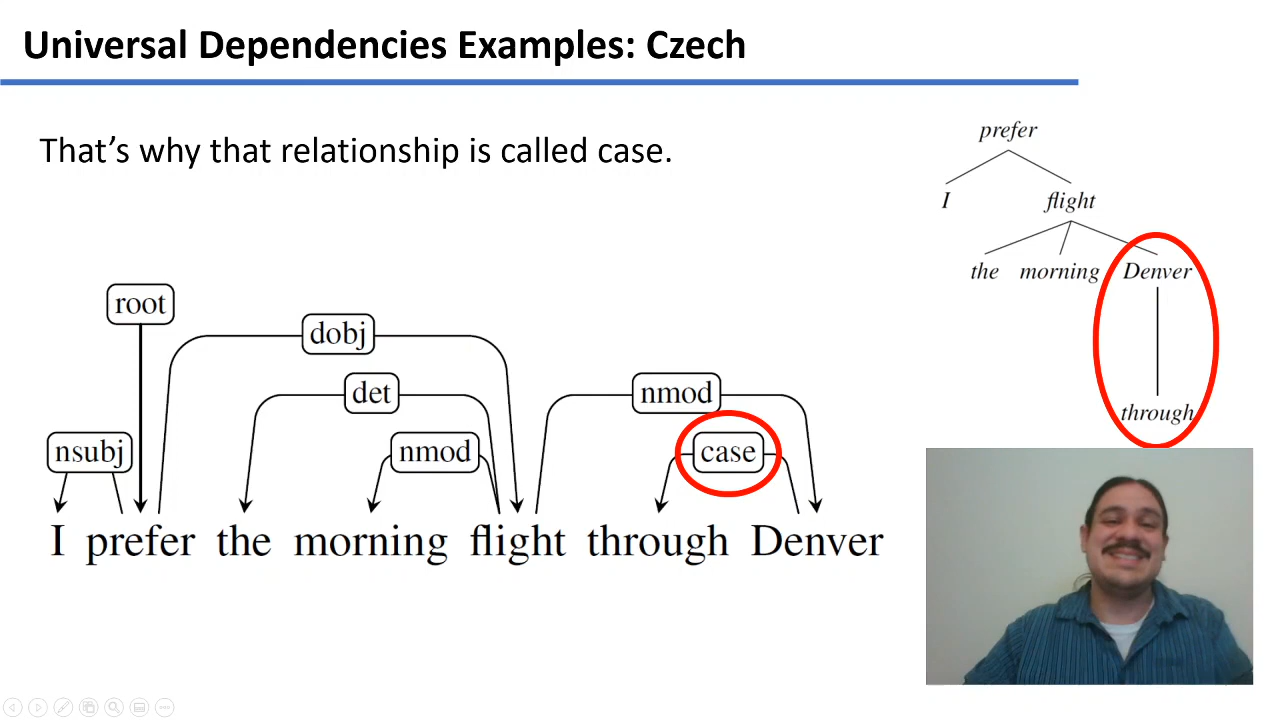 Universal Dependencies Examples: Czech
That's why that relationship is called case.
prefer
I flight
the morning Denver
through
root
dobj
det nmod
nsubj nmod case
I prefer the morning flight through Denver